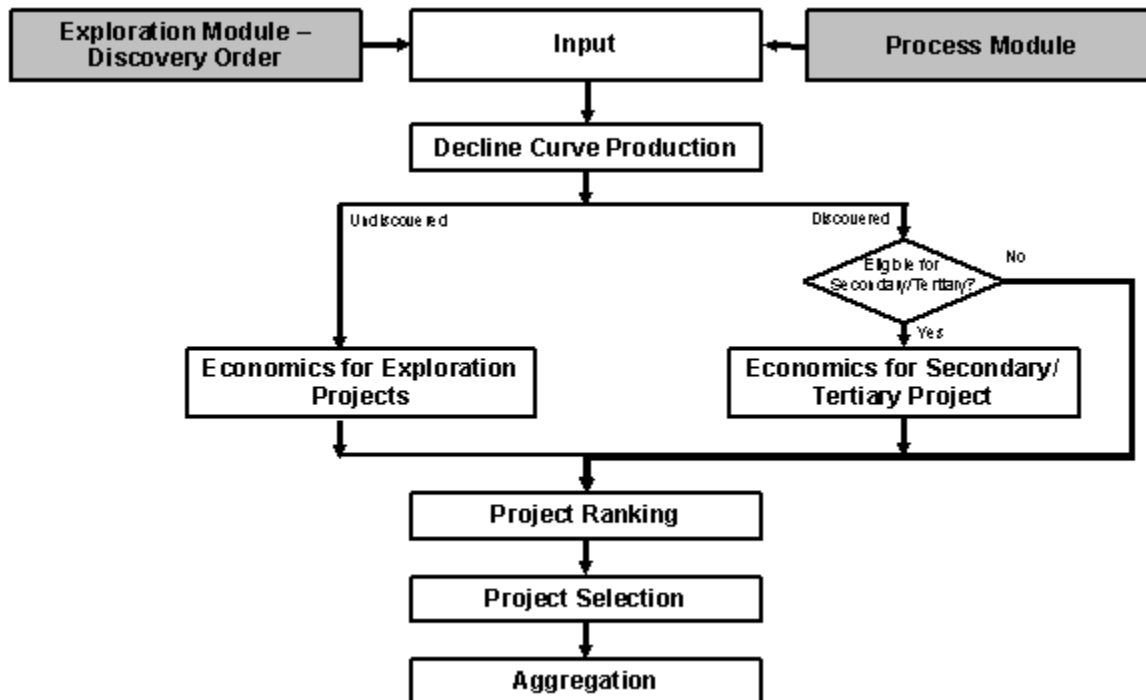 Exploration Module –
Discovery Order
Input
Process Module
Decline Curve Production
Undiscovered
Discovered
Eligible for
Secondary/Tertiary?
No
Yes
Economics for Exploration
Projects
Economics for Secondary/
Tertiary Project
Project Ranking
Project Selection
Aggregation